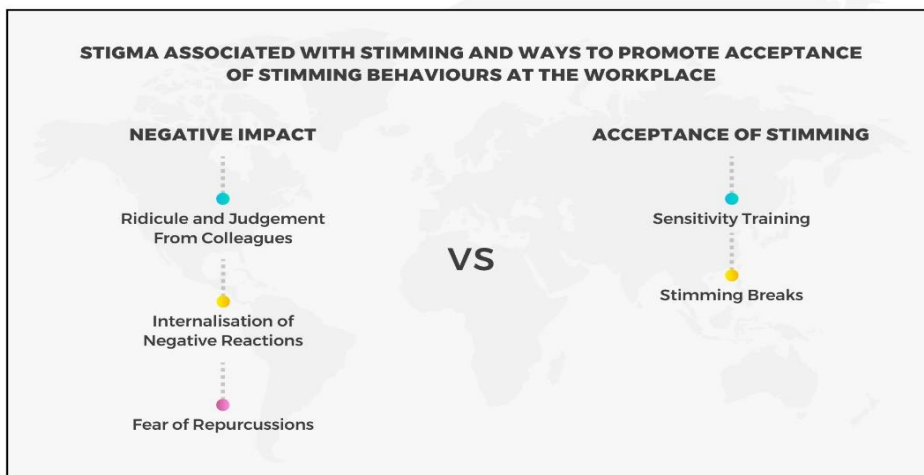 STIGMA ASSOCIATED WITH STIMMING AND WAYS TO PROMOTE ACCEPTANCE
OF STIMMING BEHAVIOURS AT THE WORKPLACE
NEGATIVE IMPACT
Ridicule and Judgement
From Colleagues
Internalisation of
Negative Reactions
Fear of Repurcussions
VS
ACCEPTANCE OF STIMMING
Sensitivity Training
Stimming Breaks